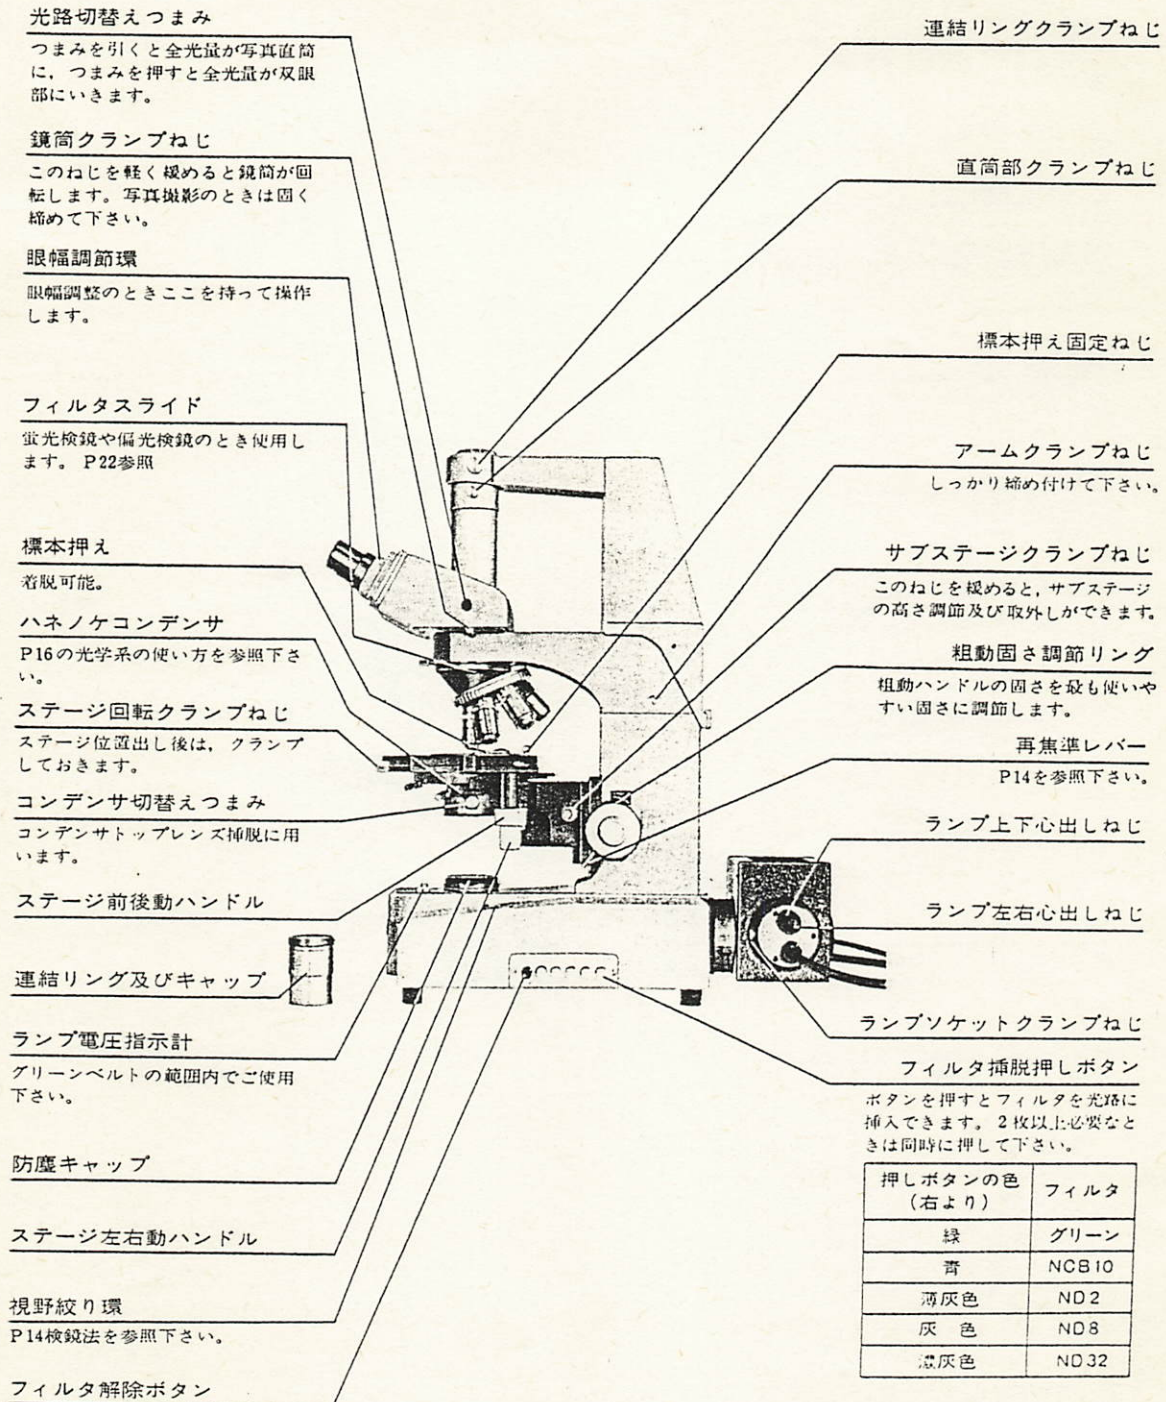 光路切替えつまみ
つまみを引くと全光量が写真直筒
に，つまみを押すと全光量が双眼
部にいきます。
鏡筒クランプねじ
このねじを軽く緩めると鏡筒が回
転します。写真撮影のときは固く
締めて下さい。
眼幅調節環
眼幅調整のときここを持って操作
します。
フィルタスライド
蛍光検鏡や偏光検鏡のとき使用し
ます。 P22参照
標本押え
着脱可能。
ハネノケコンデンサ
P16の光学系の使い方を参照下さ
い。
ステージ回転クランプねじ
ステージ位置出し後は，クランプ
しておきます。
コンデンサ切替えつまみ
コンデンサトップレンズ挿脱に用
います。
ステージ前後動ハンドル
連結リング及びキャップ
ランプ電圧指示計
グリーンベルトの範囲内でご使用
下さい。
防塵キャップ
ステージ左右動ハンドル
視野絞り環
P14検鏡法を参照下さい。
フィルタ解除ボタン
連結リングクランプねじ
直筒部クランプねじ
標本押え固定ねじ
アームクランプねじ
しっかり締め付けて下さい。
サブステージクランプねじ
このねじを緩めると，サブステージ
の高さ調節及び取外しができます。
粗動固さ調節リング
粗動ハンドルの固さを最も使いや
すい固さに調節します。
再焦準レバー
P14を参照下さい。
ランプ上下心出しねじ
ランプ左右心出しねじ
ランプソケットクランプねじ
フィルタ挿脱押しボタン
ボタンを押すとフィルタを光路に
挿入できます。2枚以上必要なと
きは同時に押して下さい。
押しボタンの色 フィルタ
(右より)
緑 グリーン
青 NCB10
薄灰色 ND2
灰 色 ND8
濃灰色 ND32